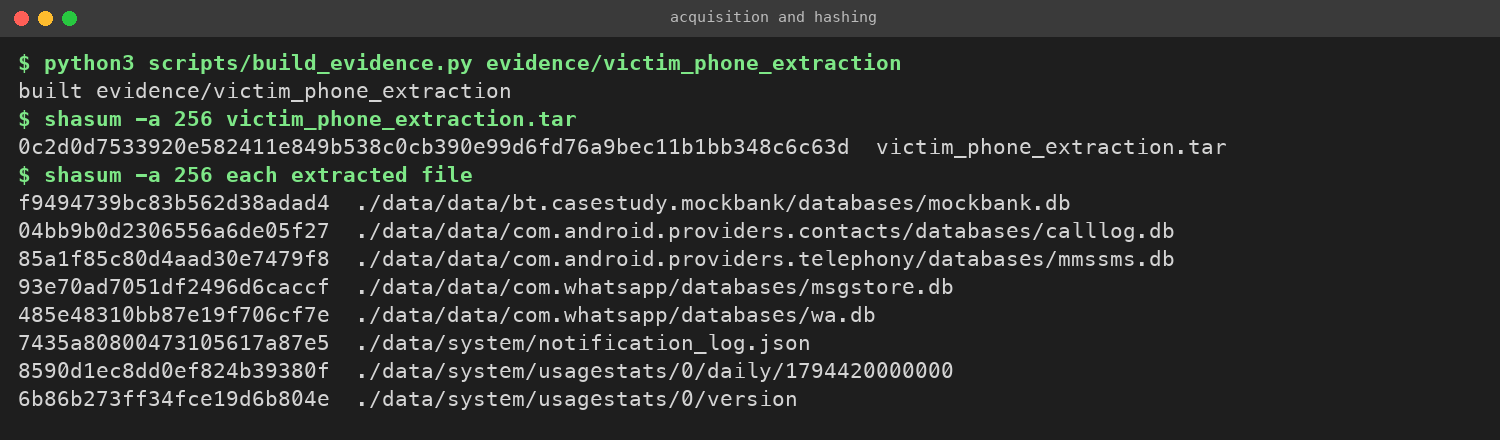 acquisition and hashing
$ python3 scripts/build_evidence.py evidence/victim_phone_extraction
built evidence/victim_phone_extraction
$ shasum -a 256 victim_phone_extraction.tar
0c2d0d7533920e582411e849b538c0cb390e99d6fd76a9bec11b1bb348c6c63d  victim_phone_extraction.tar
$ shasum -a 256 each extracted file
f9494739bc83b562d38adad4  ./data/data/bt.casestudy.mockbank/databases/mockbank.db
04bb9b0d2306556a6de05f27  ./data/data/com.android.providers.contacts/databases/calllog.db
85a1f85c80d4aad30e7479f8  ./data/data/com.android.providers.telephony/databases/mmssms.db
93e70ad7051df2496d6caccf  ./data/data/com.whatsapp/databases/msgstore.db
485e48310bb87e19f706cf7e  ./data/data/com.whatsapp/databases/wa.db
7435a80800473105617a87e5  ./data/system/notification_log.json
8590d1ec8dd0ef824b39380f  ./data/system/usagestats/0/daily/1794420000000
6b86b273ff34fce19d6b804e  ./data/system/usagestats/0/version